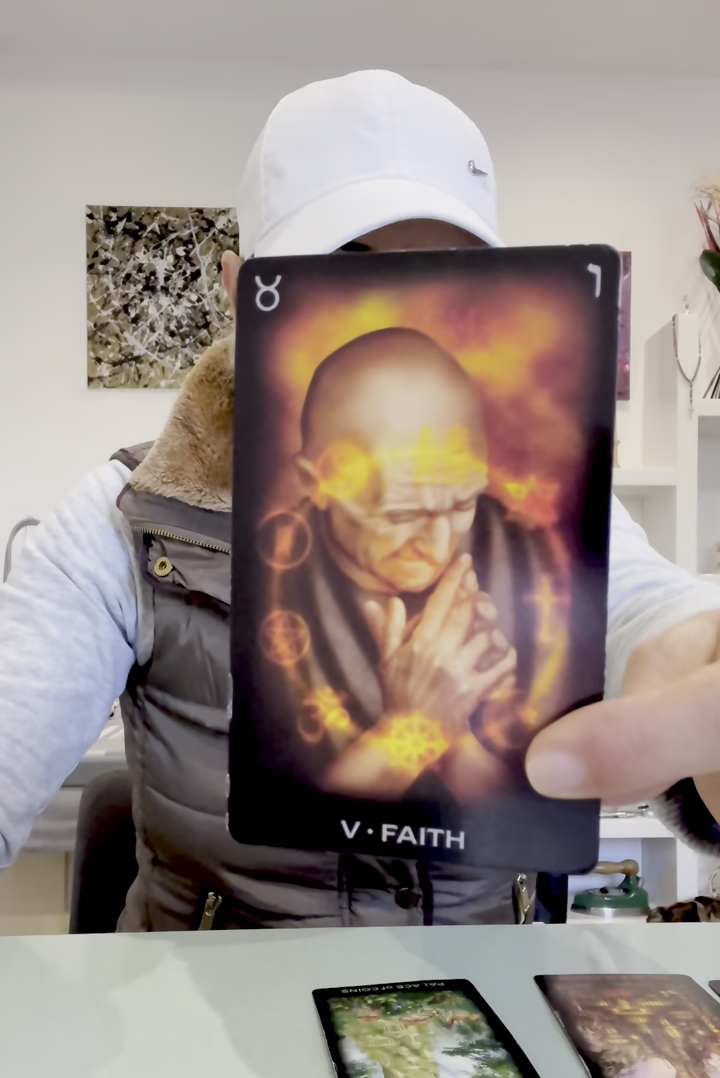 ♉ ו
V · FAITH
PALACE of COINS